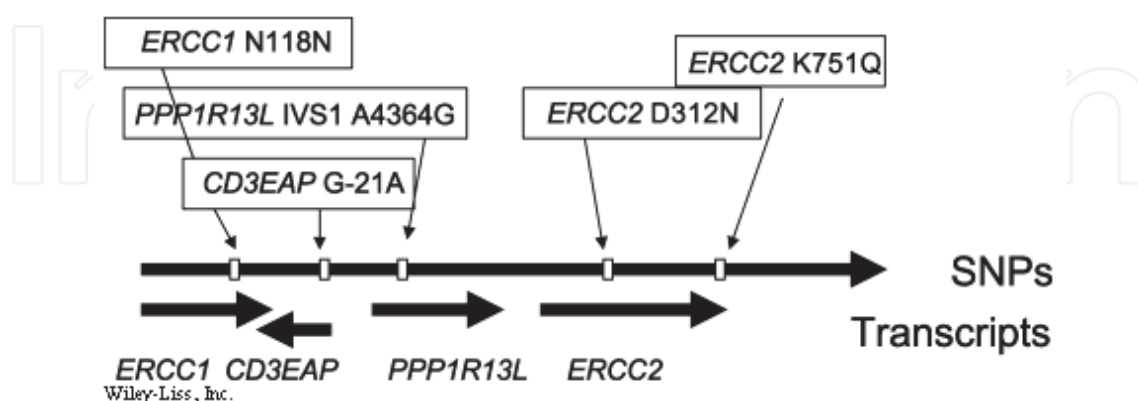 ERCC1 N118N
ERCC2 K751Q
PPP1R13L IVS1 A4364G
ERCC2 D312N
CD3EAP G-21A
SNPs
Transcripts
ERCC1 CD3EAP PPP1R13L ERCC2
Wiley-Liss, Inc.